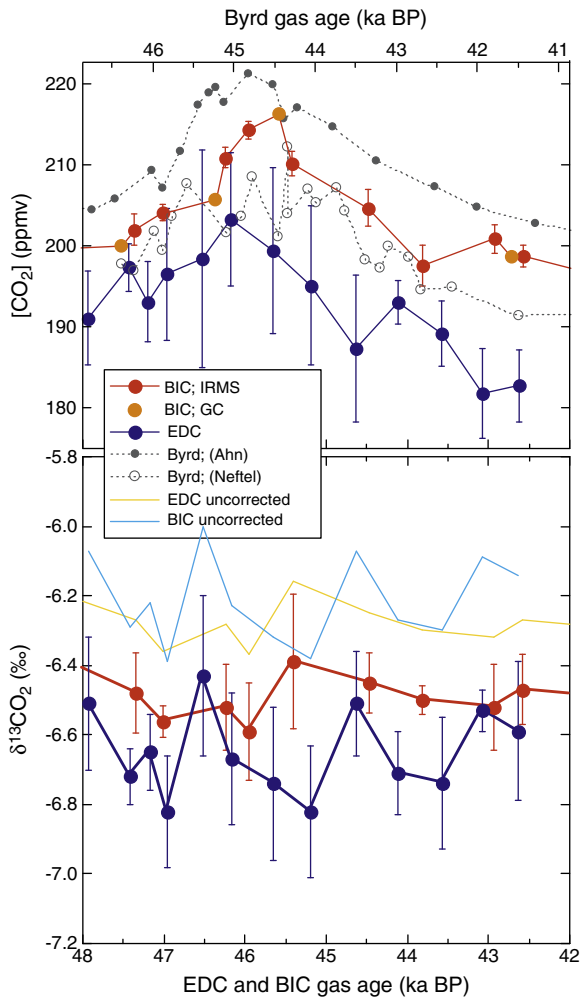 Byrd gas age (ka BP)
46 45 44 43 42 41
220
210
200
190
180
[CO2] (ppmv)
BIC; IRMS
BIC; GC
EDC
Byrd; (Ahn)
Byrd; (Neftel)
EDC uncorrected
BIC uncorrected
-5.8
-6.0
-6.2
-6.4
-6.6
-6.8
-7.0
-7.2
δ13CO2 (‰)
48 47 46 45 44 43 42
EDC and BIC gas age (ka BP)